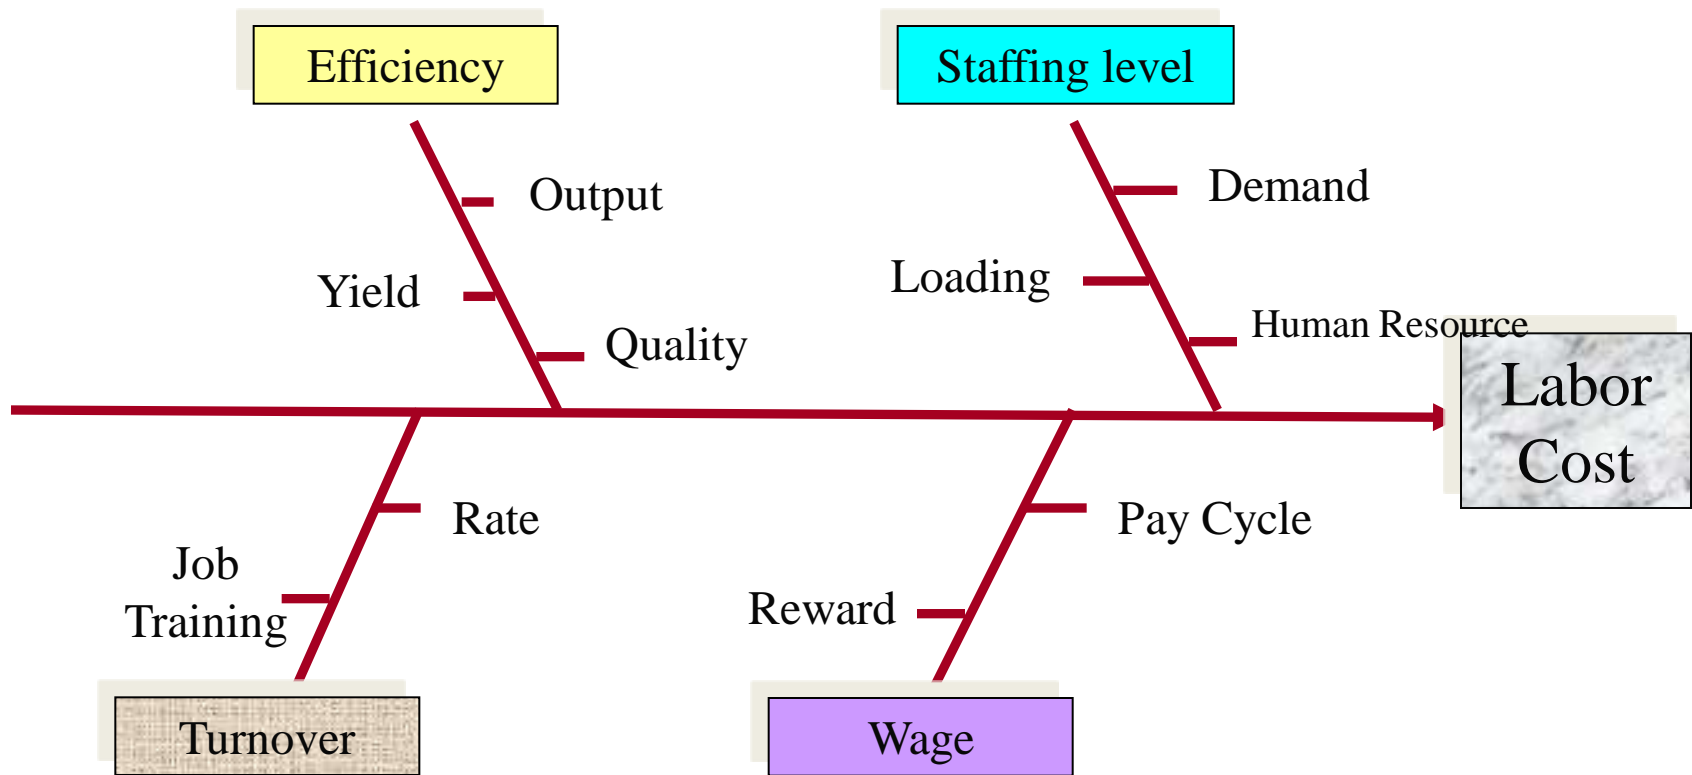 Efficiency
Staffing level
Output
Demand
Yield
Loading
Quality
Human Resource
Labor
Cost
Rate
Pay Cycle
Job
Training
Reward
Turnover
Wage